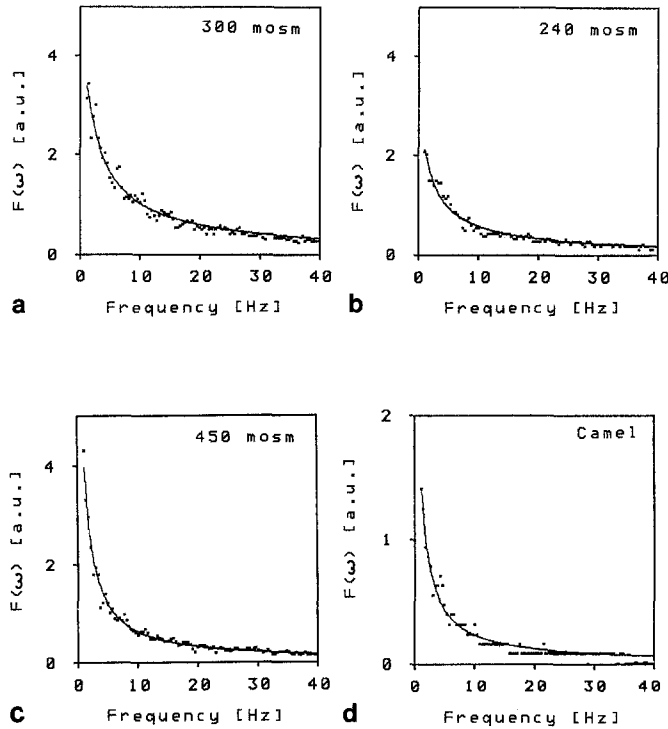 300 mosm
4
2
0
F(ω) [a.u.]
0 10 20 30 40
a Frequency [Hz]
240 mosm
4
2
0
F(ω) [a.u.]
0 10 20 30 40
b Frequency [Hz]
450 mosm
4
2
0
F(ω) [a.u.]
0 10 20 30 40
c Frequency [Hz]
Camel
2
1
0
F(ω) [a.u.]
0 10 20 30 40
d Frequency [Hz]